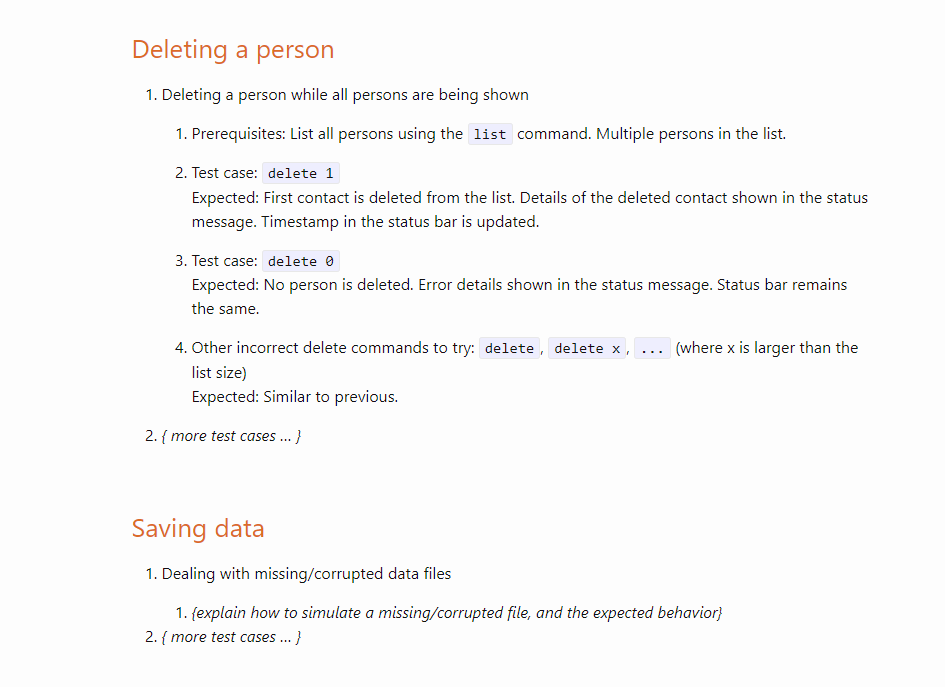 Deleting a person
1. Deleting a person while all persons are being shown
1. Prerequisites: List all persons using the list command. Multiple persons in the list.
2. Test case: delete 1
Expected: First contact is deleted from the list. Details of the deleted contact shown in the status
message. Timestamp in the status bar is updated.
3. Test case: delete 0
Expected: No person is deleted. Error details shown in the status message. Status bar remains
the same.
4. Other incorrect delete commands to try: delete, delete x, ... (where x is larger than the
list size)
Expected: Similar to previous.
2. { more test cases … }
Saving data
1. Dealing with missing/corrupted data files
1. {explain how to simulate a missing/corrupted file, and the expected behavior}
2. { more test cases … }